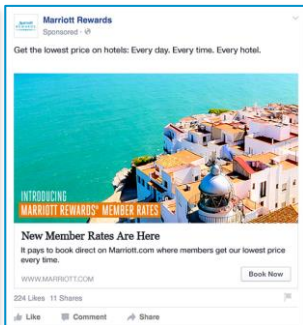 Marriott Rewards
Sponsored ·
Get the lowest price on hotels: Every day. Every time. Every hotel.
INTRODUCING
MARRIOTT REWARDS® MEMBER RATES
New Member Rates Are Here
It pays to book direct on Marriott.com where members get our lowest price
every time.
WWW.MARRIOTT.COM
Book Now
224 Likes 11 Shares
Like Comment Share